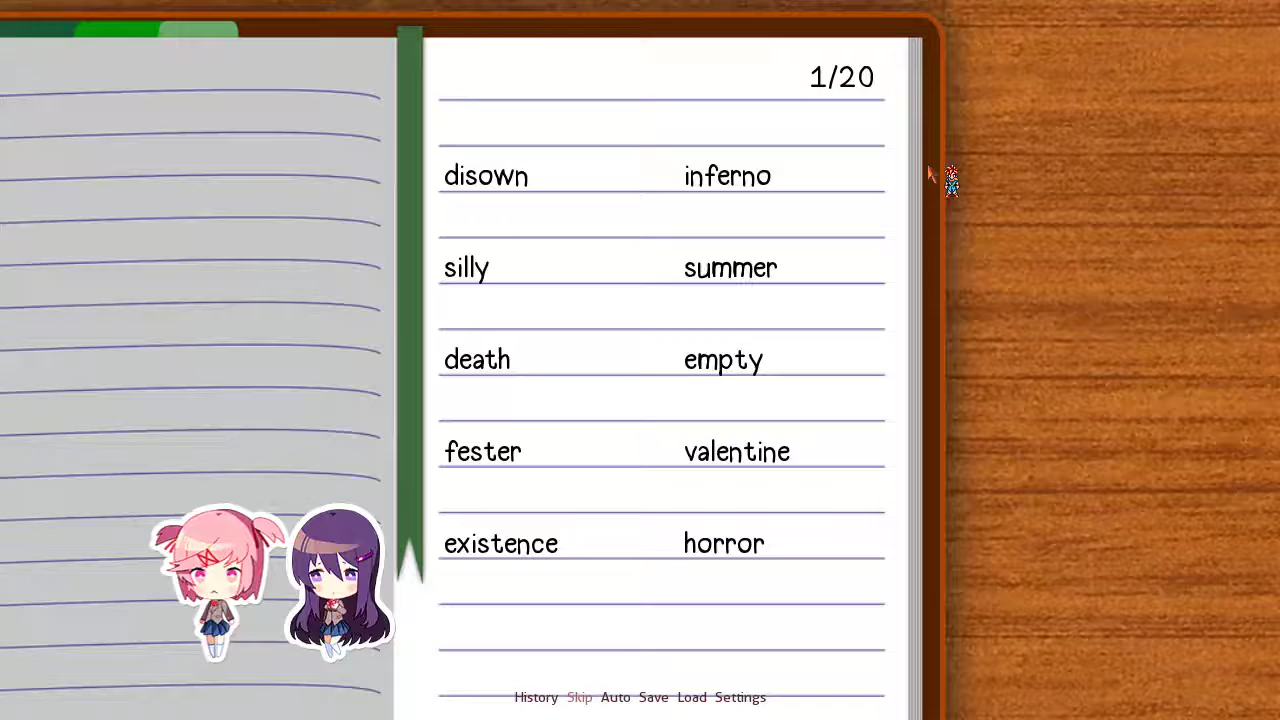 1/20
disown inferno
silly summer
death empty
fester valentine
existence horror
History Skip Auto Save Load Settings